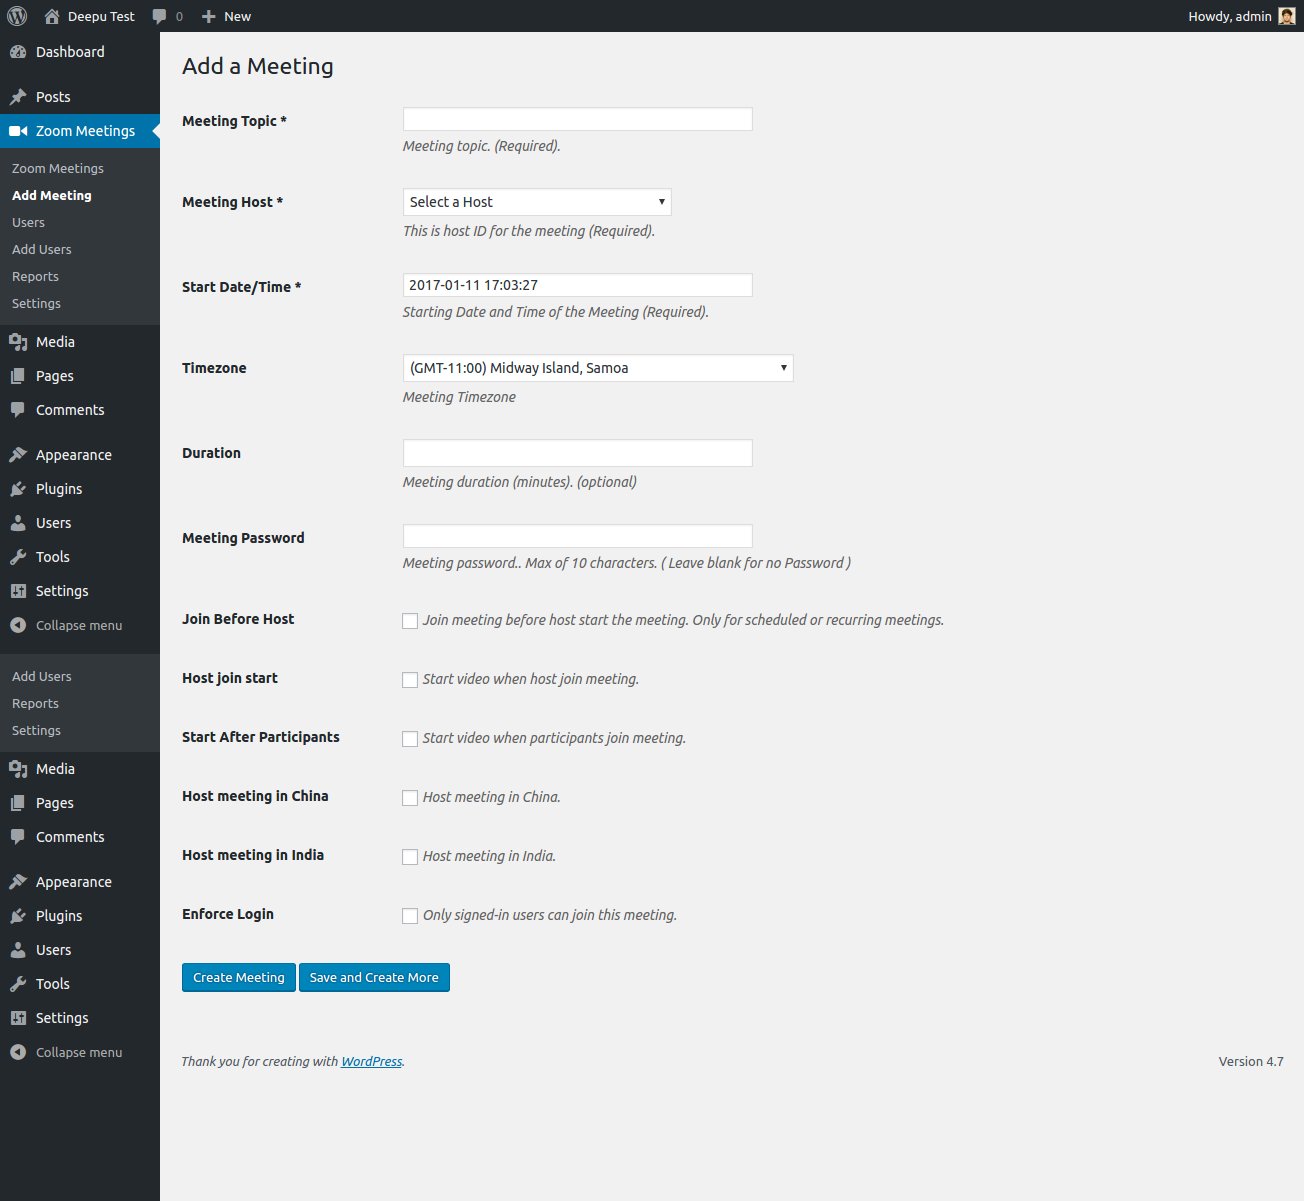 Deepu Test 0 New Howdy, admin
Dashboard
Posts
Zoom Meetings
Zoom Meetings
Add Meeting
Users
Add Users
Reports
Settings
Media
Pages
Comments
Appearance
Plugins
Users
Tools
Settings
Collapse menu
Add Users
Reports
Settings
Media
Pages
Comments
Appearance
Plugins
Users
Tools
Settings
Collapse menu
Add a Meeting
Meeting Topic *
Meeting topic. (Required).
Meeting Host * Select a Host
This is host ID for the meeting (Required).
Start Date/Time * 2017-01-11 17:03:27
Starting Date and Time of the Meeting (Required).
Timezone (GMT-11:00) Midway Island, Samoa
Meeting Timezone
Duration
Meeting duration (minutes). (optional)
Meeting Password
Meeting password.. Max of 10 characters. ( Leave blank for no Password )
Join Before Host Join meeting before host start the meeting. Only for scheduled or recurring meetings.
Host join start Start video when host join meeting.
Start After Participants Start video when participants join meeting.
Host meeting in China Host meeting in China.
Host meeting in India Host meeting in India.
Enforce Login Only signed-in users can join this meeting.
Create Meeting Save and Create More
Thank you for creating with WordPress. Version 4.7